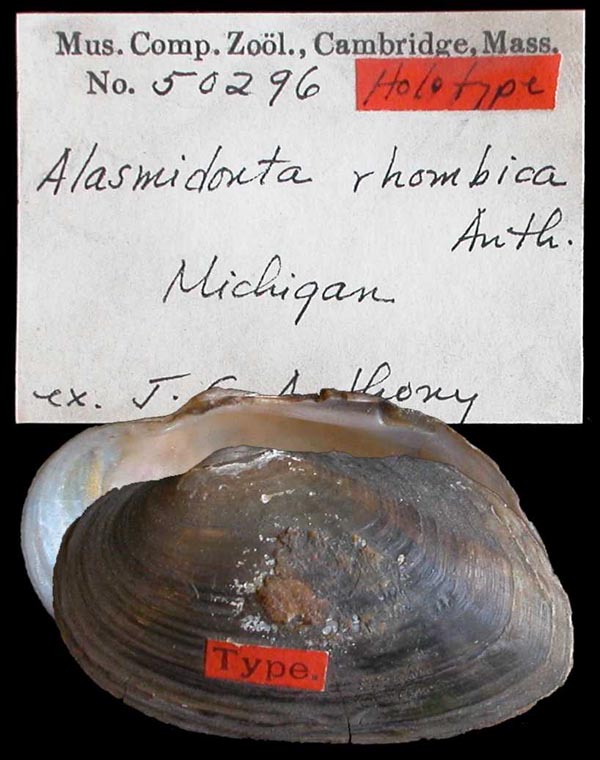 Mus. Comp. Zoöl., Cambridge, Mass.
No. 50296 Holotype
Alasmidonta rhombica
Anth.
Michigan
ex. J. G. Anthony
Type.